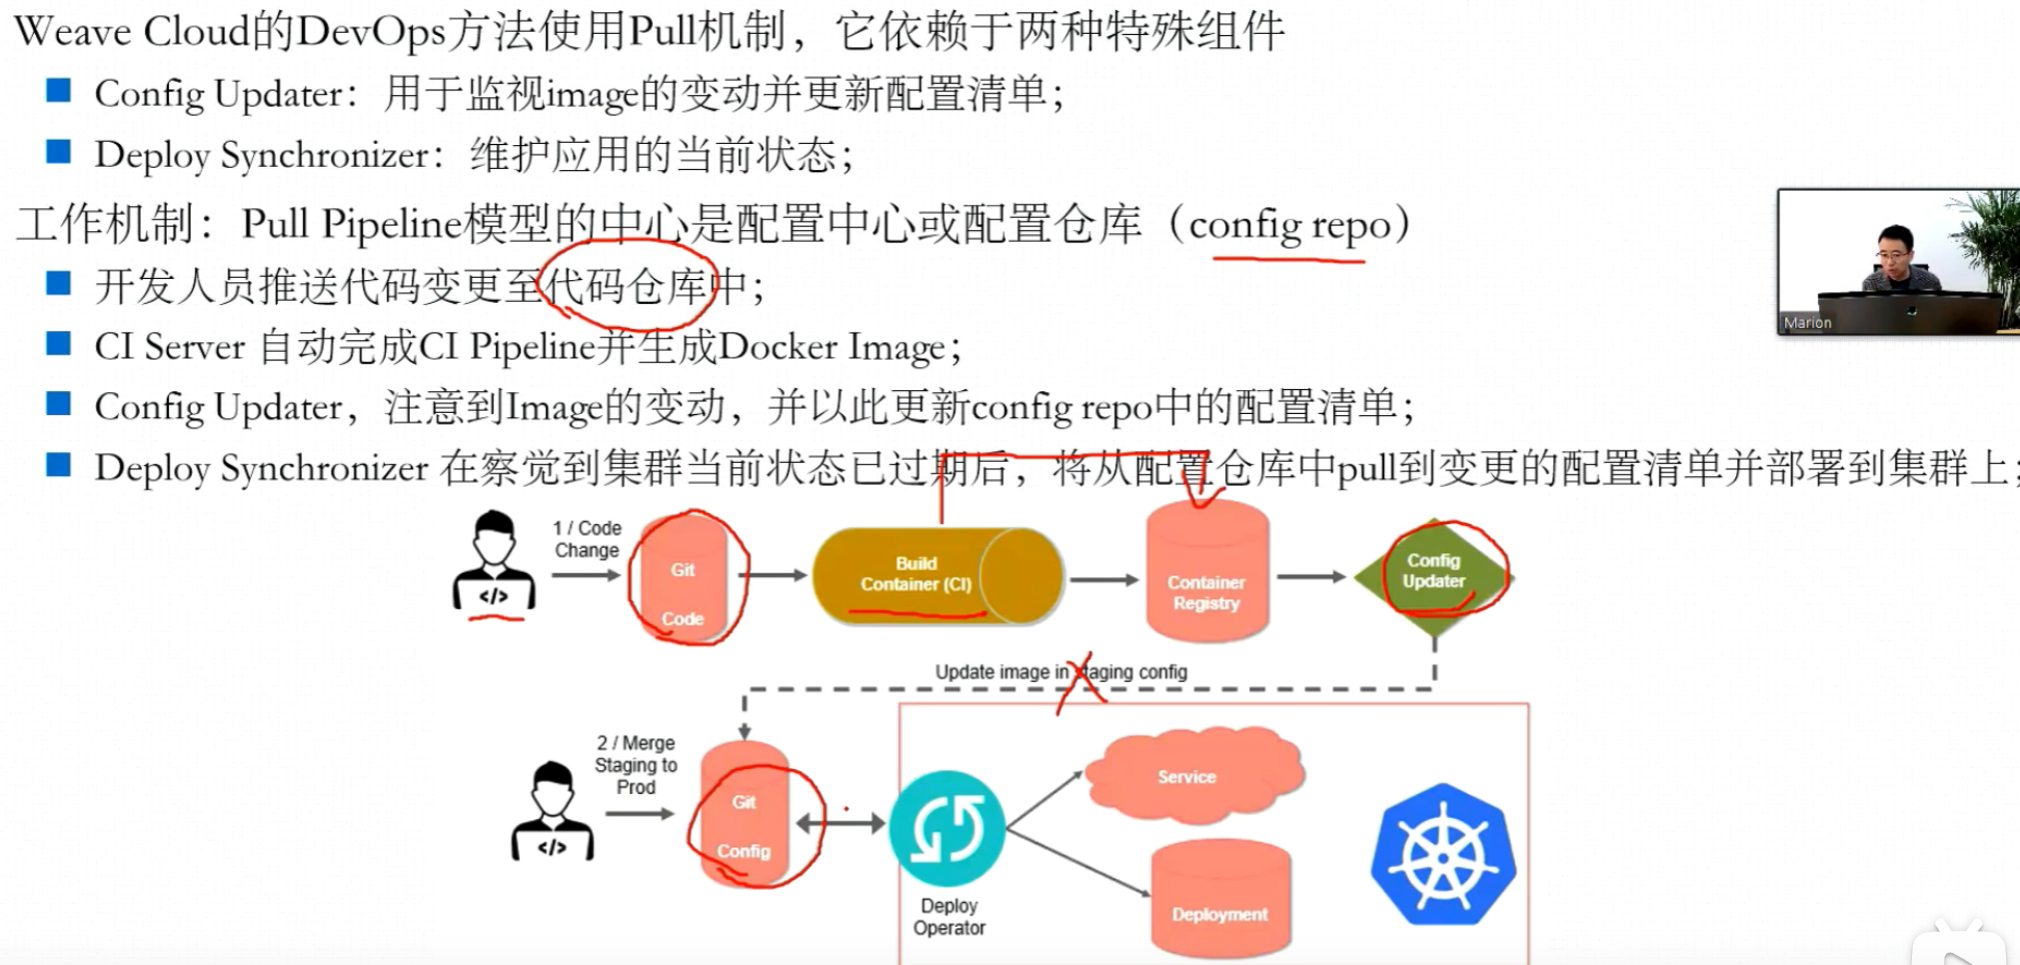 Weave Cloud的DevOps方法使用Pull机制，它依赖于两种特殊组件
Config Updater：用于监视image的变动并更新配置清单；
Deploy Synchronizer：维护应用的当前状态；
工作机制：Pull Pipeline模型的中心是配置中心或配置仓库（config repo）
开发人员推送代码变更至代码仓库中；
CI Server 自动完成CI Pipeline并生成Docker Image；
Config Updater，注意到Image的变动，并以此更新config repo中的配置清单；
Deploy Synchronizer 在察觉到集群当前状态已过期后，将从配置仓库中pull到变更的配置清单并部署到集群上；
Marion
1 / Code
Change
</>
Git
Code
Build
Container (CI)
Container
Registry
Config
Updater
Update image in staging config
2 / Merge
Staging to
Prod
</>
Git
Config
Deploy
Operator
Service
Deployment